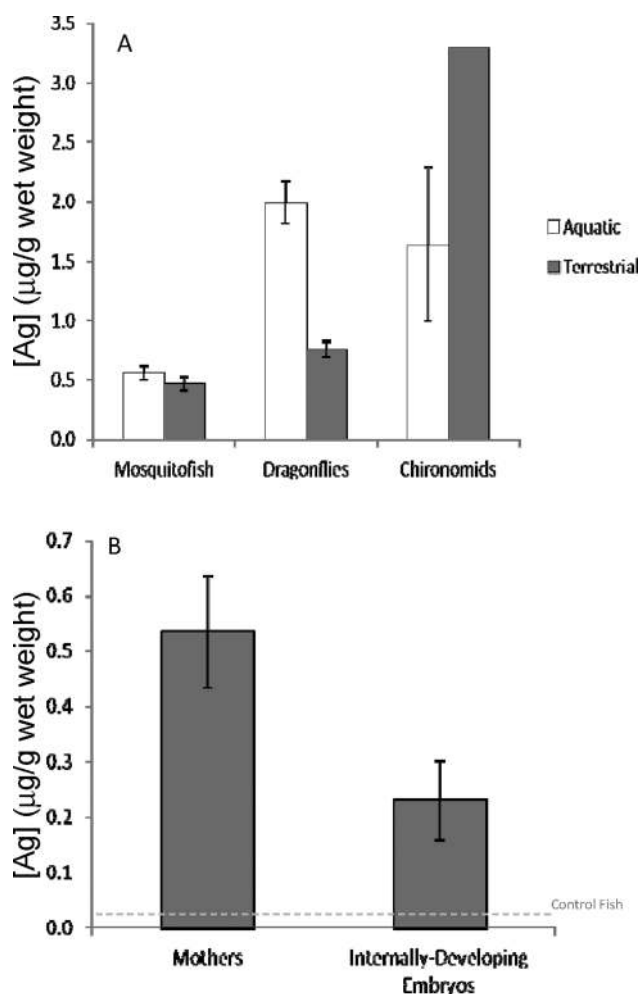 A
3.5
3.0
2.5
2.0
1.5
1.0
0.5
0.0
[Ag] (µg/g wet weight)
Aquatic
Terrestrial
Mosquitofish Dragonflies Chironomids
B
0.7
0.6
0.5
0.4
0.3
0.2
0.1
0.0
[Ag] (µg/g wet weight)
Control Fish
Mothers Internally-Developing
Embryos